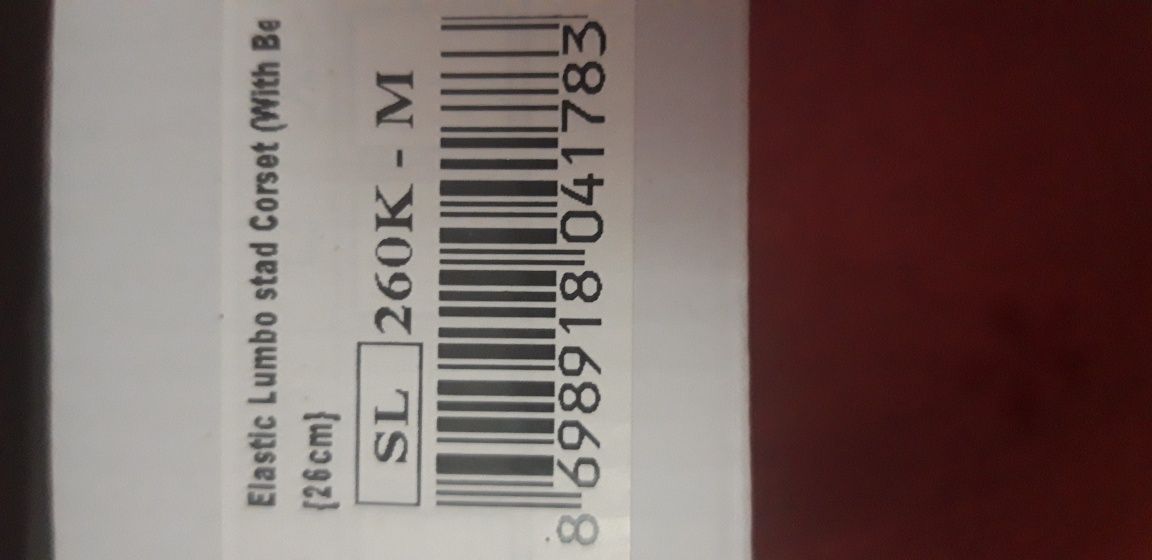 Elastic Lumbo stad Corset (With Be
{26cm}
SL 260K - M
8 698918 041783